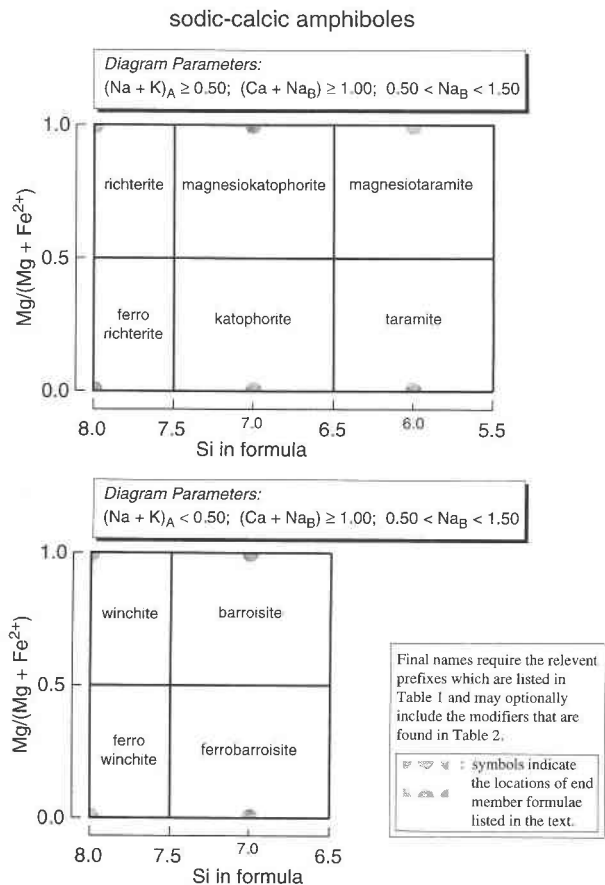 sodic-calcic amphiboles
Diagram Parameters:
(Na + K)A ≥ 0.50; (Ca + NaB) ≥ 1.00; 0.50 < NaB < 1.50
Mg/(Mg + Fe2+)
1.0
0.5
0.0
richterite
magnesiokatophorite
magnesiotaramite
ferro
richterite
katophorite
taramite
8.0 7.5 7.0 6.5 6.0 5.5
Si in formula
Diagram Parameters:
(Na + K)A < 0.50; (Ca + NaB) ≥ 1.00; 0.50 < NaB < 1.50
Mg/(Mg + Fe2+)
1.0
0.5
0.0
winchite
barroisite
ferro
winchite
ferrobarroisite
8.0 7.5 7.0 6.5
Si in formula
Final names require the relevent
prefixes which are listed in
Table 1 and may optionally
include the modifiers that are
found in Table 2.
: symbols indicate
the locations of end
member formulae
listed in the text.